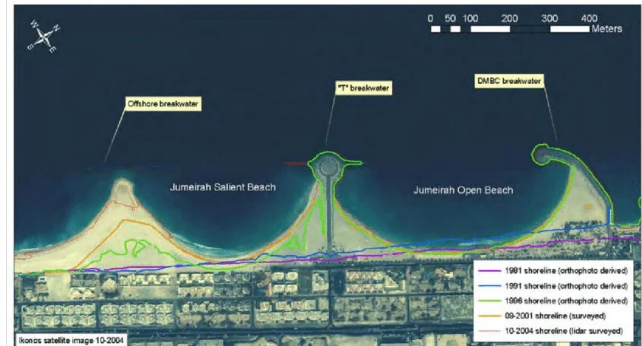 N
W
E
S
0 50 100 200 300 400
Meters
DMBC breakwater
"T" breakwater
Offshore breakwater
Jumeirah Salient Beach
Jumeirah Open Beach
1981 shoreline (orthophoto derived)
1991 shoreline (orthophoto derived)
1996 shoreline (orthophoto derived)
09-2001 shoreline (surveyed)
10-2004 shoreline (lidar surveyed)
Ikonos satellite image 10-2004